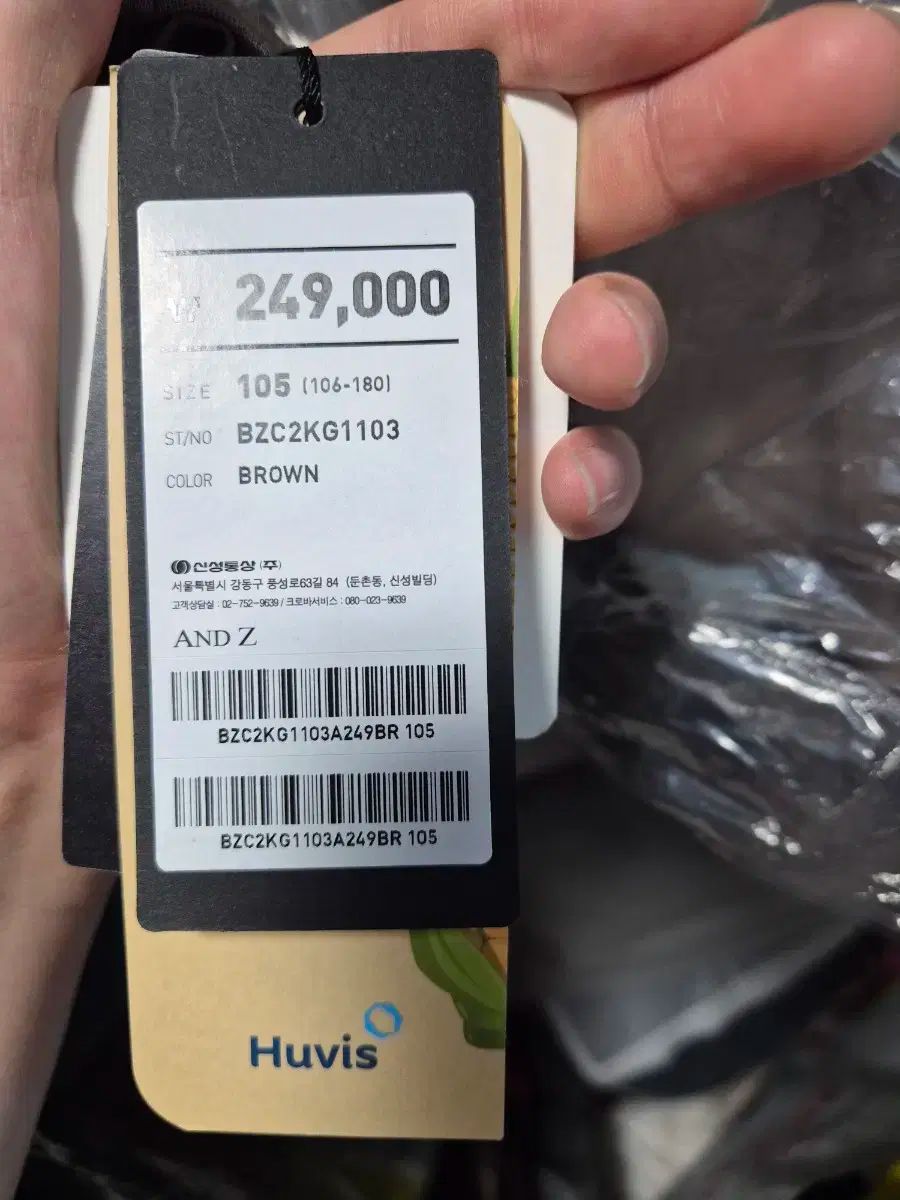 ₩ 249,000
SIZE 105 (106-180)
ST/NO BZC2KG1103
COLOR BROWN
신성통상 (주)
서울특별시 강동구 풍성로63길 84 (둔촌동, 신성빌딩)
고객상담실 : 02-752-9639 / 크로바서비스 : 080-023-9639
AND Z
BZC2KG1103A249BR 105
BZC2KG1103A249BR 105
Huvis